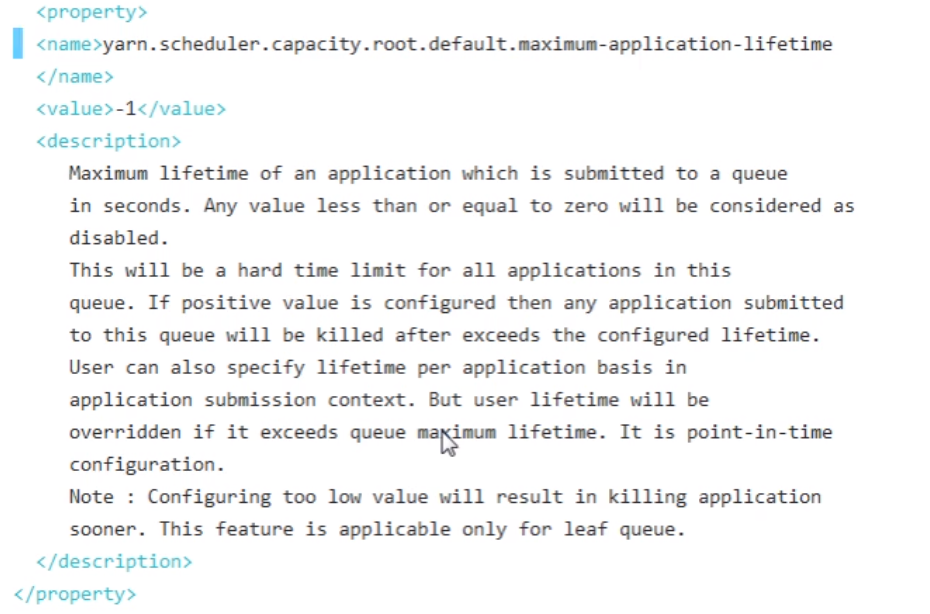 <property>
<name>yarn.scheduler.capacity.root.default.maximum-application-lifetime
</name>
<value>-1</value>
<description>
Maximum lifetime of an application which is submitted to a queue
in seconds. Any value less than or equal to zero will be considered as
disabled.
This will be a hard time limit for all applications in this
queue. If positive value is configured then any application submitted
to this queue will be killed after exceeds the configured lifetime.
User can also specify lifetime per application basis in
application submission context. But user lifetime will be
overridden if it exceeds queue maximum lifetime. It is point-in-time
configuration.
Note : Configuring too low value will result in killing application
sooner. This feature is applicable only for leaf queue.
</description>
</property>